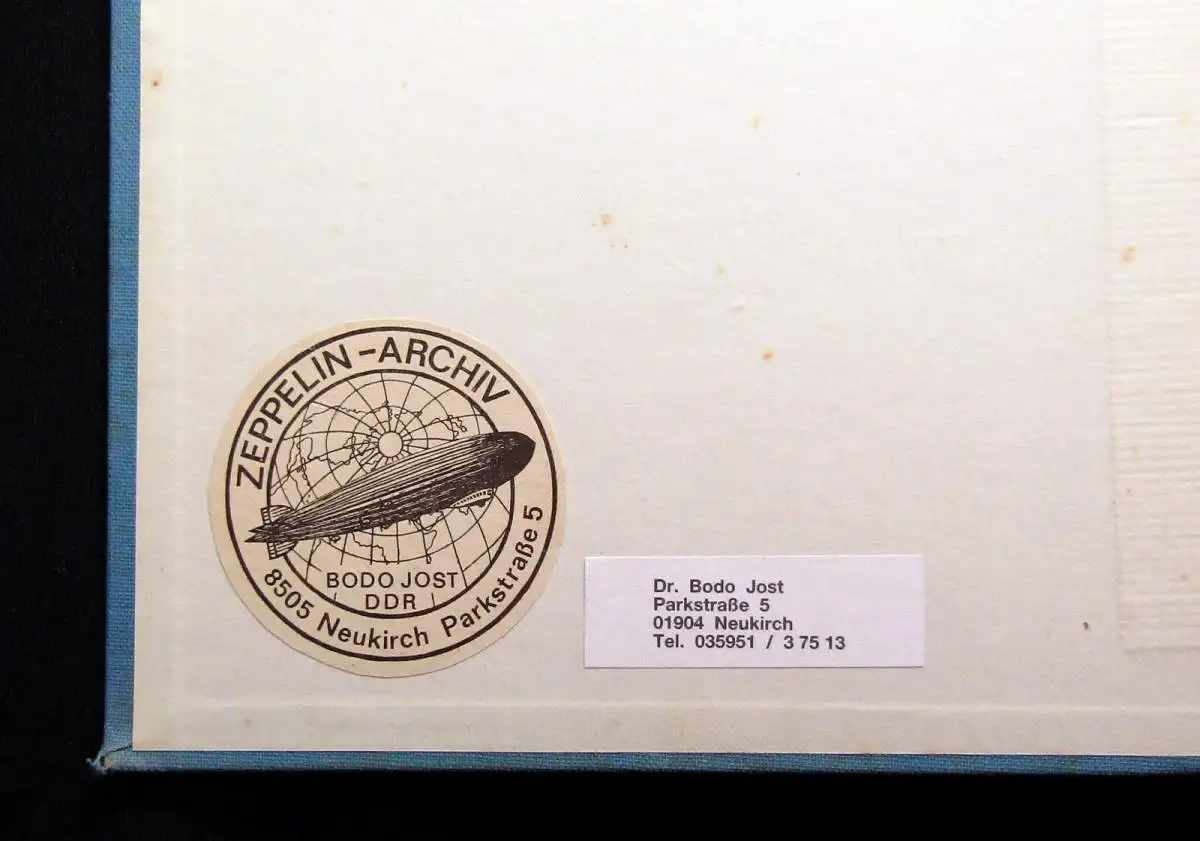 ZEPPELIN-ARCHIV
BODO JOST
DDR
8505 Neukirch Parkstraße 5
Dr. Bodo Jost
Parkstraße 5
01904 Neukirch
Tel. 035951 / 3 75 13